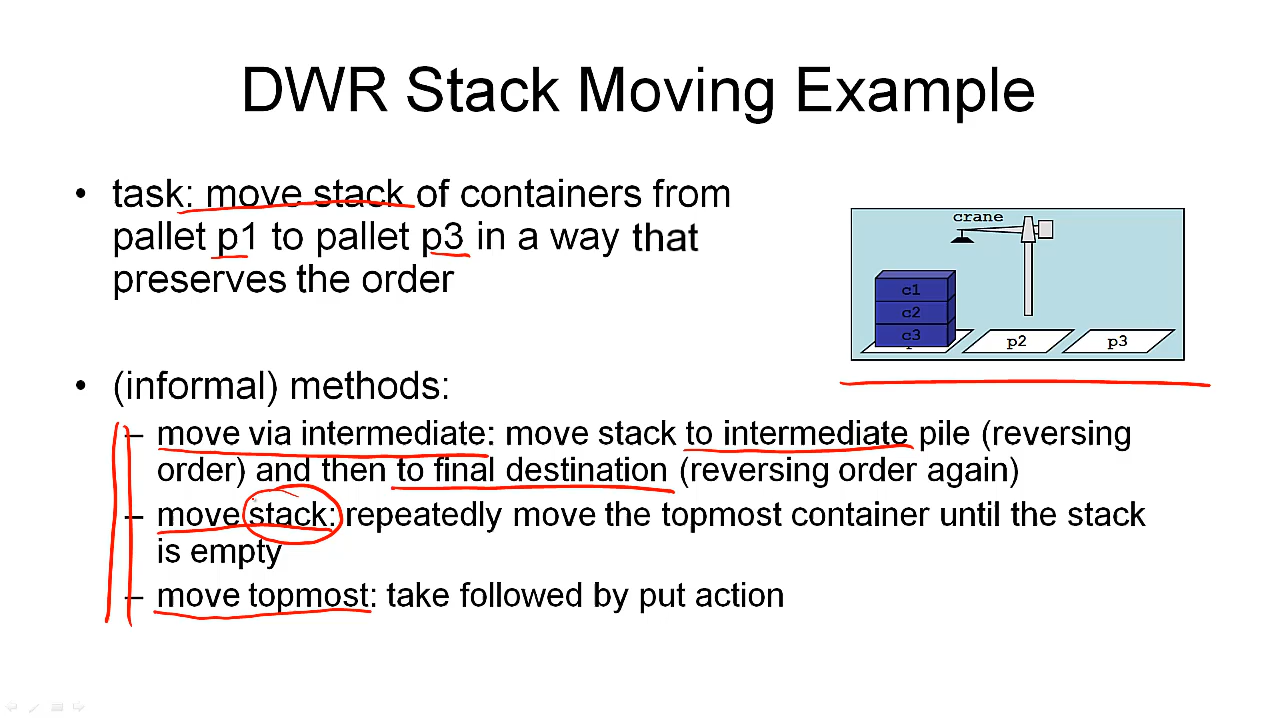 DWR Stack Moving Example
• task: move stack of containers from
pallet p1 to pallet p3 in a way that
preserves the order
crane
c1
c2
c3
p2
p3
• (informal) methods:
– move via intermediate: move stack to intermediate pile (reversing
order) and then to final destination (reversing order again)
– move stack: repeatedly move the topmost container until the stack
is empty
– move topmost: take followed by put action